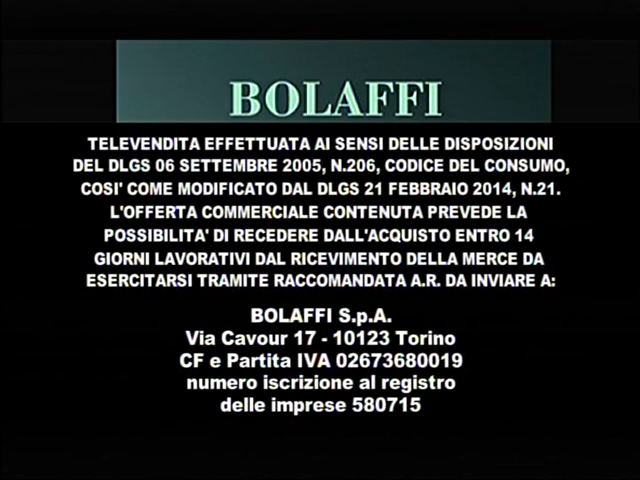 BOLAFFI
TELEVENDITA EFFETTUATA AI SENSI DELLE DISPOSIZIONI
DEL DLGS 06 SETTEMBRE 2005, N.206, CODICE DEL CONSUMO,
COSI' COME MODIFICATO DAL DLGS 21 FEBBRAIO 2014, N.21.
L'OFFERTA COMMERCIALE CONTENUTA PREVEDE LA
POSSIBILITA' DI RECEDERE DALL'ACQUISTO ENTRO 14
GIORNI LAVORATIVI DAL RICEVIMENTO DELLA MERCE DA
ESERCITARSI TRAMITE RACCOMANDATA A.R. DA INVIARE A:
BOLAFFI S.p.A.
Via Cavour 17 - 10123 Torino
CF e Partita IVA 02673680019
numero iscrizione al registro
delle imprese 580715